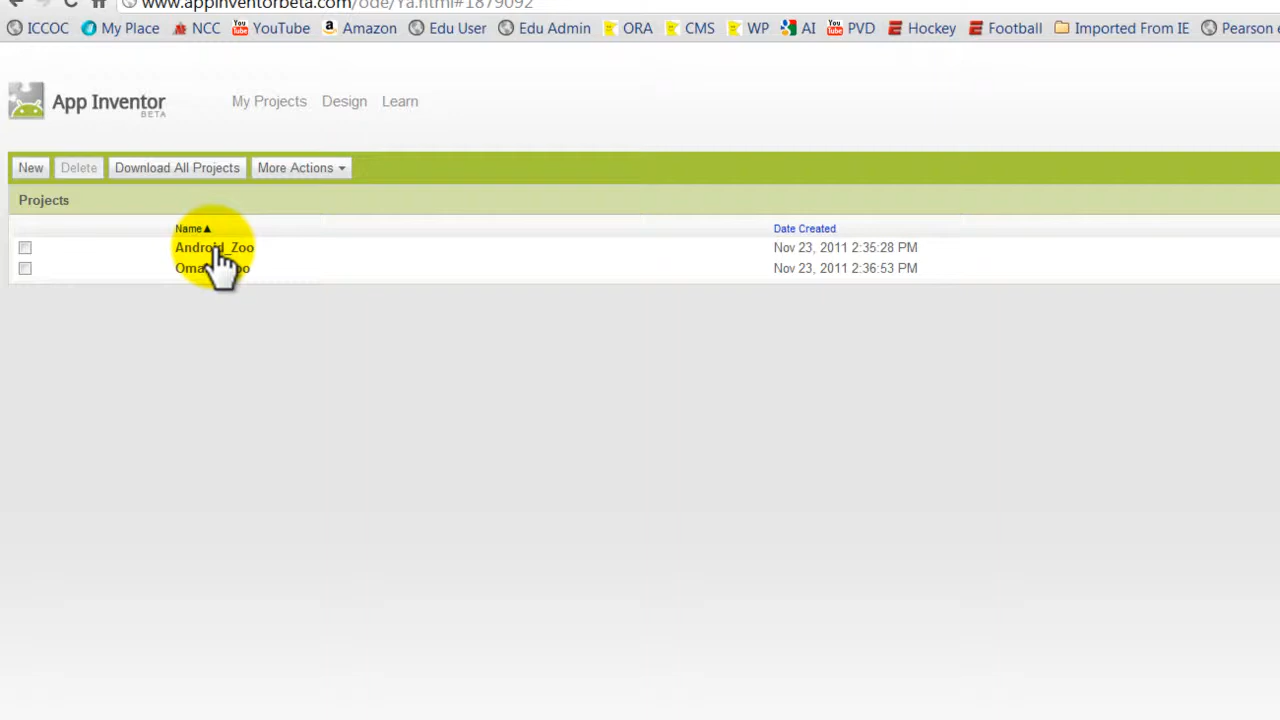 www.appinventorbeta.com/ode/Ya.html#1879092
ICCOC My Place NCC YouTube Amazon Edu User Edu Admin ORA CMS WP AI PVD Hockey Football Imported From IE Pearson
App Inventor BETA My Projects Design Learn
New Delete Download All Projects More Actions
Projects
Name Date Created
Android_Zoo Nov 23, 2011 2:35:28 PM
Nov 23, 2011 2:36:53 PM